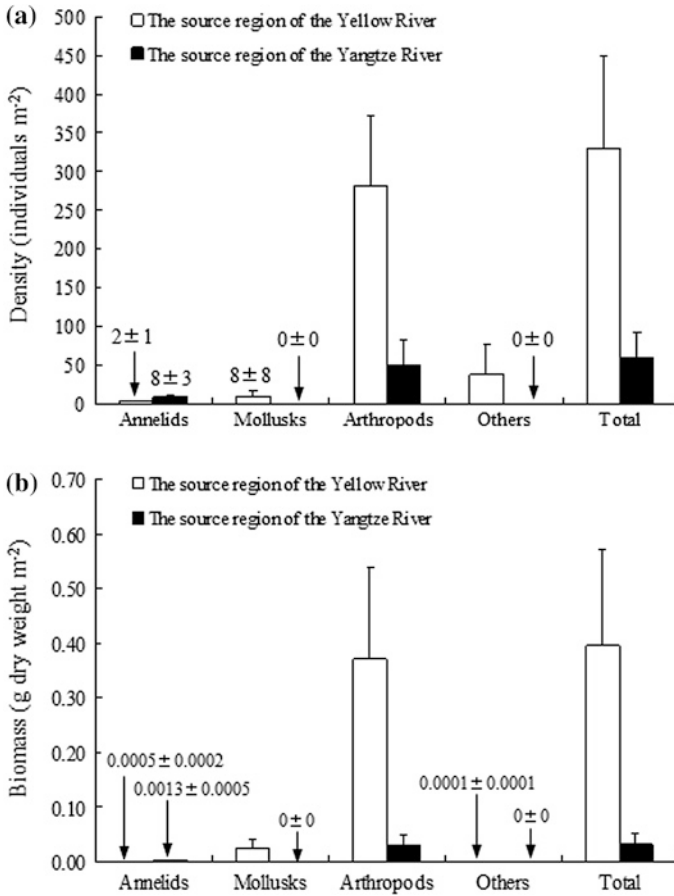 (a)
500
The source region of the Yellow River
450
The source region of the Yangtze River
400
350
300
250
200
150
100
50
0
Density (individuals m-2)
2±1
8±3
8±8
0±0
0±0
Annelids Mollusks Arthropods Others Total
(b)
0.70
The source region of the Yellow River
0.60
The source region of the Yangtze River
0.50
0.40
0.30
0.20
0.10
0.00
Biomass (g dry weight m-2)
0.0005±0.0002
0.0013±0.0005
0±0
0.0001±0.0001
0±0
Annelids Mollusks Arthropods Others Total